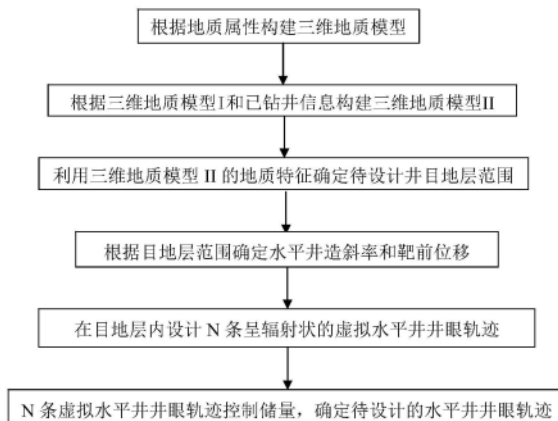 根据地质属性构建三维地质模型
根据三维地质模型I和已钻井信息构建三维地质模型II
利用三维地质模型 II 的地质特征确定待设计井目地层范围
根据目地层范围确定水平井造斜率和靶前位移
在目地层内设计 N 条呈辐射状的虚拟水平井井眼轨迹
N 条虚拟水平井井眼轨迹控制储量，确定待设计的水平井井眼轨迹